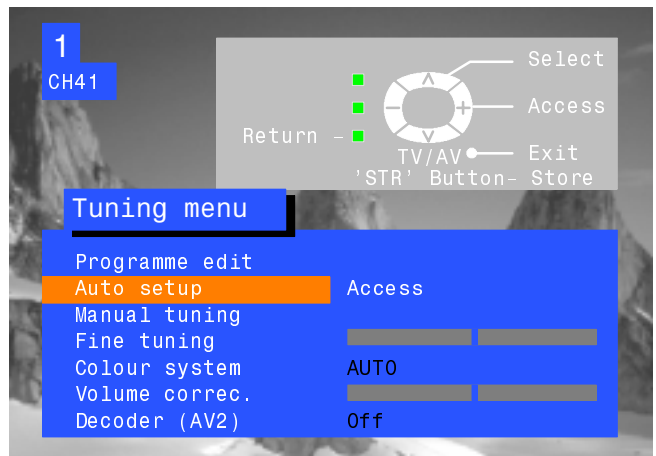 1
CH41
Select
Access
Return
TV/AV Exit
'STR' Button– Store
Tuning menu
Programme edit
Auto setup Access
Manual tuning
Fine tuning
Colour system AUTO
Volume correc.
Decoder (AV2) Off